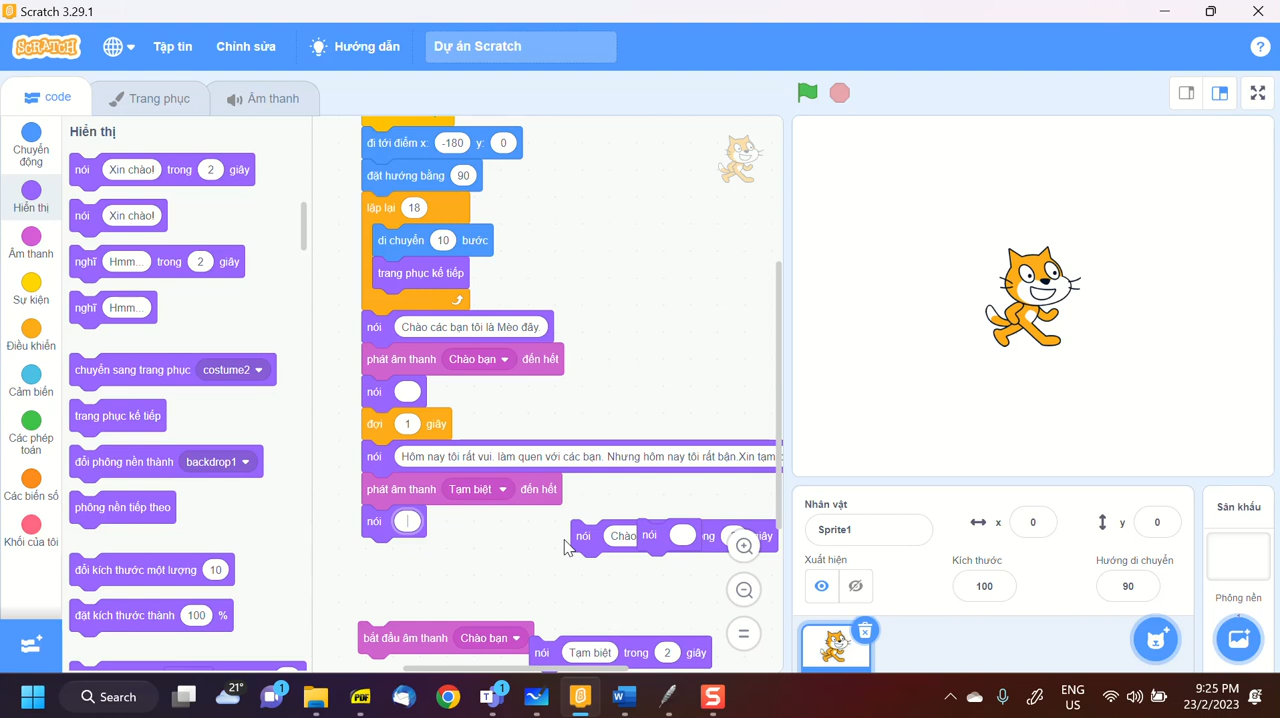 Scratch 3.29.1
SCRATCH
Tập tin
Chỉnh sửa
Hướng dẫn
Dự án Scratch
?
code
Trang phục
Âm thanh
Chuyển động
Hiển thị
Âm thanh
Sự kiện
Điều khiển
Cảm biến
Các phép toán
Các biến số
Khối của tôi
Hiển thị
nói Xin chào! trong 2 giây
nói Xin chào!
nghĩ Hmm... trong 2 giây
nghĩ Hmm...
chuyển sang trang phục costume2
trang phục kế tiếp
đổi phông nền thành backdrop1
phông nền tiếp theo
đổi kích thước một lượng 10
đặt kích thước thành 100 %
đi tới điểm x: -180 y: 0
đặt hướng bằng 90
lặp lại 18
di chuyển 10 bước
trang phục kế tiếp
nói Chào các bạn tôi là Mèo đây.
phát âm thanh Chào bạn đến hết
nói
đợi 1 giây
nói Hôm nay tôi rất vui. làm quen với các bạn. Nhưng hôm nay tôi rất bận.Xin tạm
phát âm thanh Tạm biệt đến hết
nói
nói Chào nói
bắt đầu âm thanh Chào bạn
nói Tạm biệt trong 2 giây
Nhân vật
Sprite1
x 0
y 0
Xuất hiện
Kích thước
100
Hướng di chuyển
90
Sân khấu
Phông nền
Search
21°
1
1
ENG
US
9:25 PM
23/2/2023